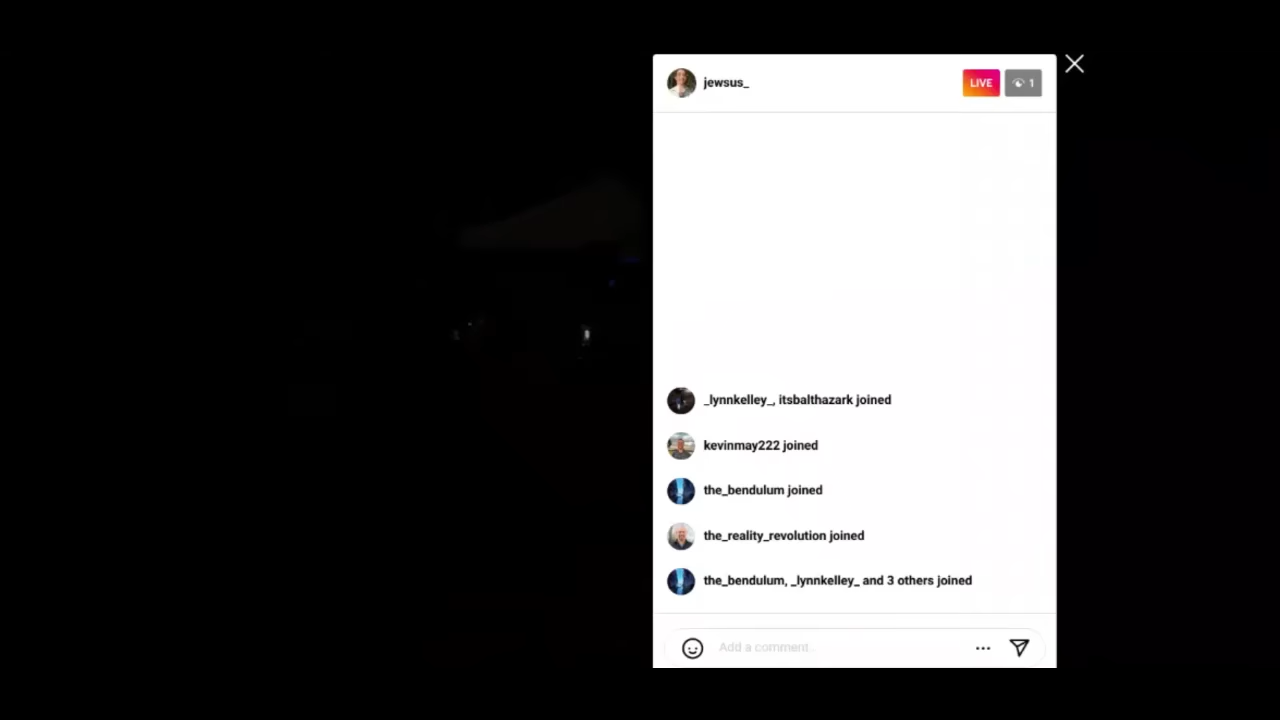 jewsus_
LIVE
1
_lynnkelley_, itsbalthazark joined
kevinmay222 joined
the_bendulum joined
the_reality_revolution joined
the_bendulum, _lynnkelley_ and 3 others joined
Add a comment...